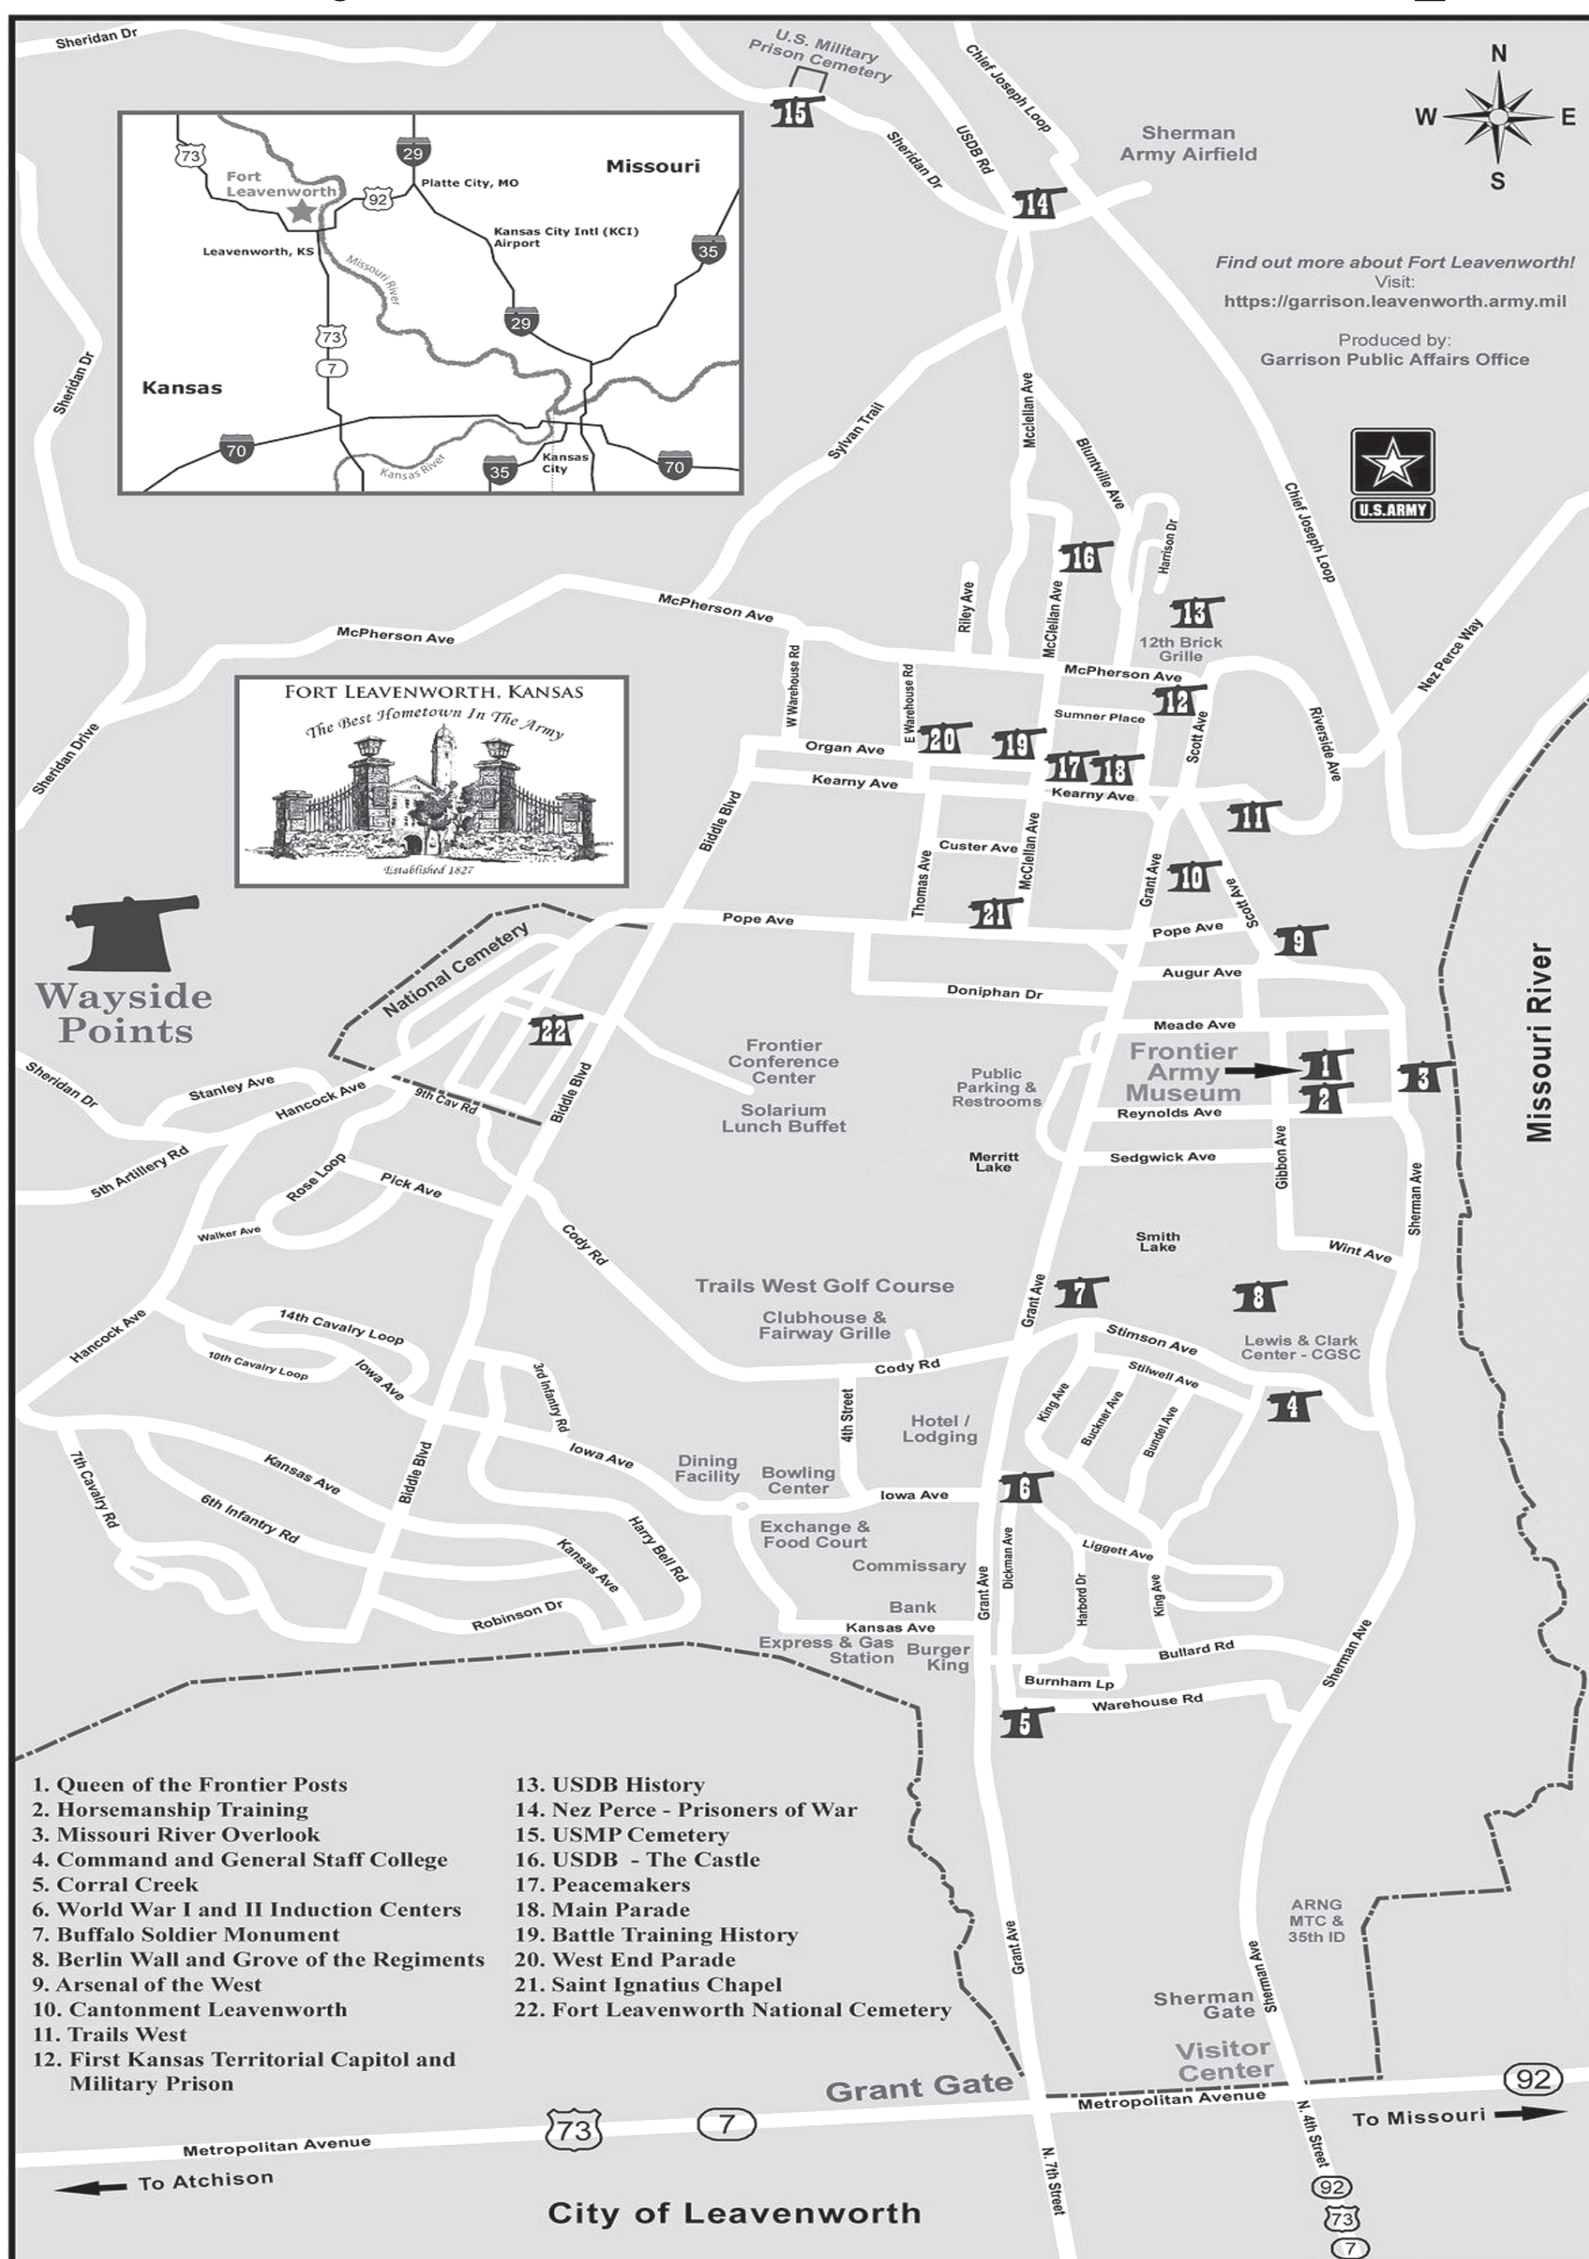 Sheridan Dr
U.S. Military
Prison Cemetery
15
Chief Joseph Loop
USDB Rd
Sheridan Dr
Sherman
Army Airfield
N
W
E
S
14
73
29
Missouri
Fort
Leavenworth
92
Platte City, MO
Leavenworth, KS
Kansas City Intl (KCI)
Airport
35
Missouri River
29
73
7
Kansas
70
Kansas River
35
Kansas
City
70
Find out more about Fort Leavenworth!
Visit:
https://garrison.leavenworth.army.mil
Produced by:
Garrison Public Affairs Office
U.S.ARMY
Sheridan Dr
Sylvan Trail
Mcclellan Ave
Bluntville Ave
Chief Joseph Loop
Harrison Dr
16
Riley Ave
McClellan Ave
13
12th Brick
Grille
McPherson Ave
McPherson Ave
McPherson Ave
Nez Perce Way
W Warehouse Rd
E Warehouse Rd
12
Sumner Place
Scott Ave
Riverside Ave
FORT LEAVENWORTH, KANSAS
The Best Hometown In The Army
Established 1827
Sheridan Drive
Organ Ave
20
19
17
18
Kearny Ave
Kearny Ave
11
Biddle Blvd
Custer Ave
Thomas Ave
McClellan Ave
Grant Ave
10
Scott Ave
21
Pope Ave
Pope Ave
9
Wayside
Points
National Cemetery
Augur Ave
Doniphan Dr
Missouri River
22
Meade Ave
Frontier
Conference
Center
Solarium
Lunch Buffet
Public
Parking &
Restrooms
Frontier
Army
Museum
1
2
3
Reynolds Ave
Sheridan Dr
Stanley Ave
Hancock Ave
9th Cav Rd
Biddle Blvd
5th Artillery Rd
Rose Loop
Pick Ave
Merritt
Lake
Sedgwick Ave
Gibbon Ave
Sherman Ave
Walker Ave
Cody Rd
Smith
Lake
Wint Ave
Trails West Golf Course
Clubhouse &
Fairway Grille
Grant Ave
7
8
Lewis & Clark
Center - CGSC
Hancock Ave
14th Cavalry Loop
10th Cavalry Loop
Iowa Ave
3rd Infantry Rd
Cody Rd
Stimson Ave
Stilwell Ave
4
King Ave
Buckner Ave
Bundel Ave
4th Street
Hotel /
Lodging
7th Cavalry Rd
Kansas Ave
6th Infantry Rd
Biddle Blvd
Iowa Ave
Dining
Facility
Bowling
Center
Iowa Ave
6
Exchange &
Food Court
Commissary
Harry Bell Rd
Kansas Ave
Dickman Ave
Liggett Ave
Grant Ave
Harbord Dr
King Ave
Robinson Dr
Bank
Kansas Ave
Express & Gas
Station
Burger
King
Bullard Rd
Burnham Lp
Warehouse Rd
Sherman Ave
5
1. Queen of the Frontier Posts
2. Horsemanship Training
3. Missouri River Overlook
4. Command and General Staff College
5. Corral Creek
6. World War I and II Induction Centers
7. Buffalo Soldier Monument
8. Berlin Wall and Grove of the Regiments
9. Arsenal of the West
10. Cantonment Leavenworth
11. Trails West
12. First Kansas Territorial Capitol and
Military Prison
13. USDB History
14. Nez Perce - Prisoners of War
15. USMP Cemetery
16. USDB - The Castle
17. Peacemakers
18. Main Parade
19. Battle Training History
20. West End Parade
21. Saint Ignatius Chapel
22. Fort Leavenworth National Cemetery
Grant Ave
ARNG
MTC &
35th ID
Sherman Ave
Sherman
Gate
Visitor
Center
Grant Gate
Metropolitan Avenue
92
To Missouri
73
7
Metropolitan Avenue
To Atchison
N. 7th Street
N. 4th Street
City of Leavenworth
92
73
7